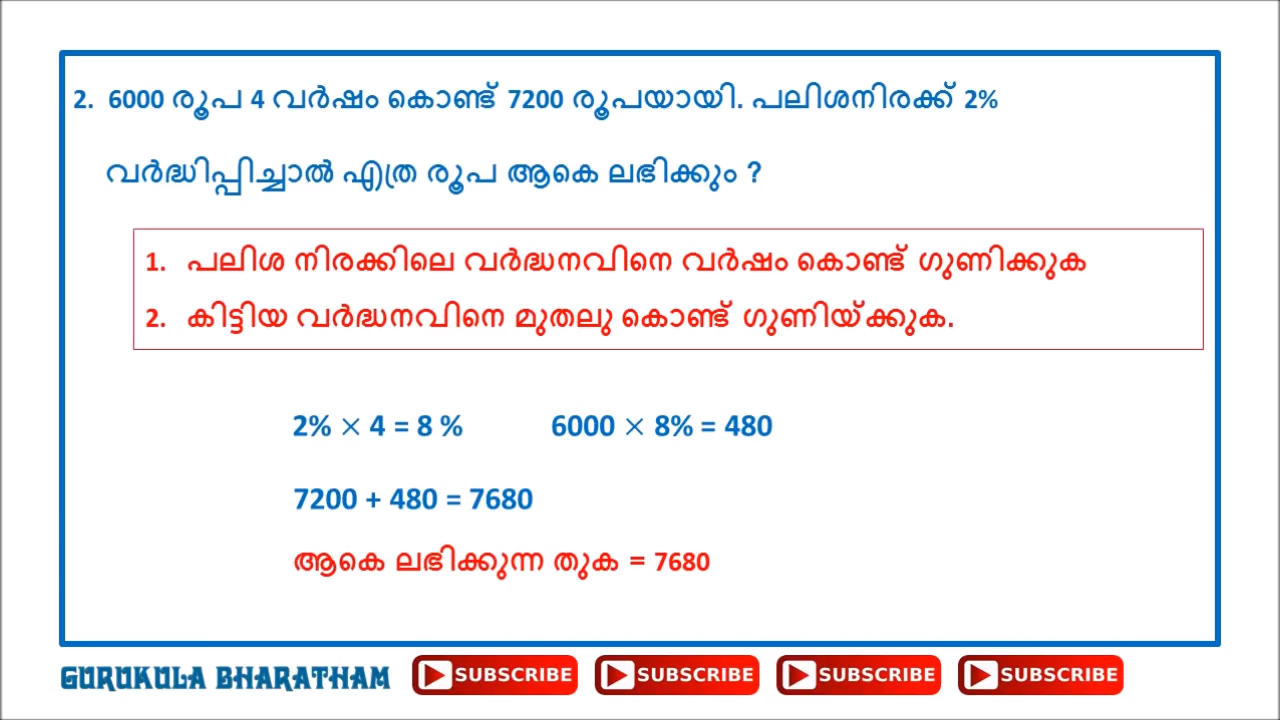 2. 6000 രൂപ 4 വർഷം കൊണ്ട് 7200 രൂപയായി. പലിശനിരക്ക് 2%
വർദ്ധിപ്പിച്ചാൽ എത്ര രൂപ ആകെ ലഭിക്കും ?
1. പലിശ നിരക്കിലെ വർദ്ധനവിനെ വർഷം കൊണ്ട് ഗുണിക്കുക
2. കിട്ടിയ വർദ്ധനവിനെ മുതലു കൊണ്ട് ഗുണിയ്ക്കുക.
2% × 4 = 8 % 6000 × 8% = 480
7200 + 480 = 7680
ആകെ ലഭിക്കുന്ന തുക = 7680
GURUKULA BHARATHAM SUBSCRIBE SUBSCRIBE SUBSCRIBE SUBSCRIBE